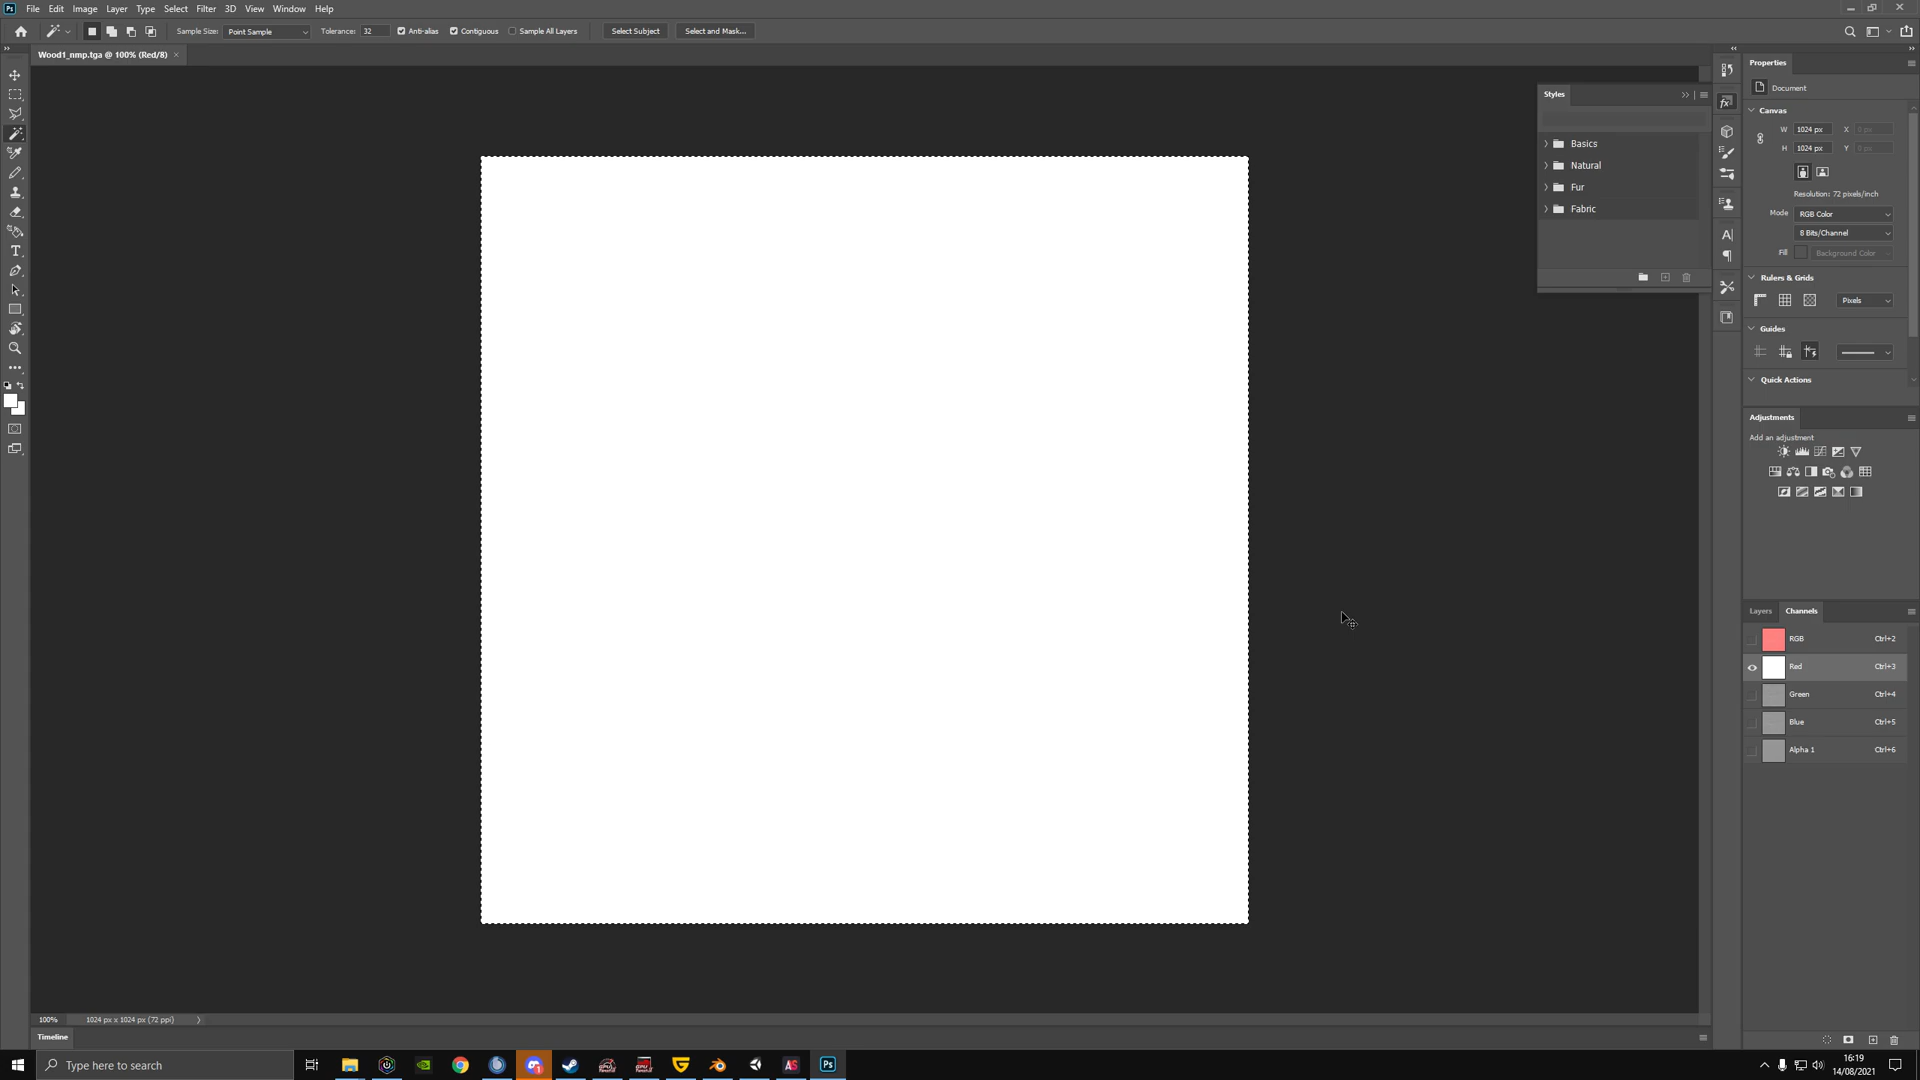 File Edit Image Layer Type Select Filter 3D View Window Help
Sample Size: Point Sample Tolerance: 32 Anti-alias Contiguous Sample All Layers Select Subject Select and Mask...
Wood1_nmp.tga @ 100% (Red/8)
Styles
Basics
Natural
Fur
Fabric
Properties
Document
Canvas
W 1024 px X 0 px
H 1024 px Y 0 px
Resolution: 72 pixels/inch
Mode RGB Color
8 Bits/Channel
Fill Background Color
Rulers & Grids
Pixels
Guides
Quick Actions
Adjustments
Add an adjustment
Layers Channels
RGB Ctrl+2
Red Ctrl+3
Green Ctrl+4
Blue Ctrl+5
Alpha 1 Ctrl+6
100% 1024 px x 1024 px (72 ppi)
Timeline
Type here to search
16:19
14/08/2021